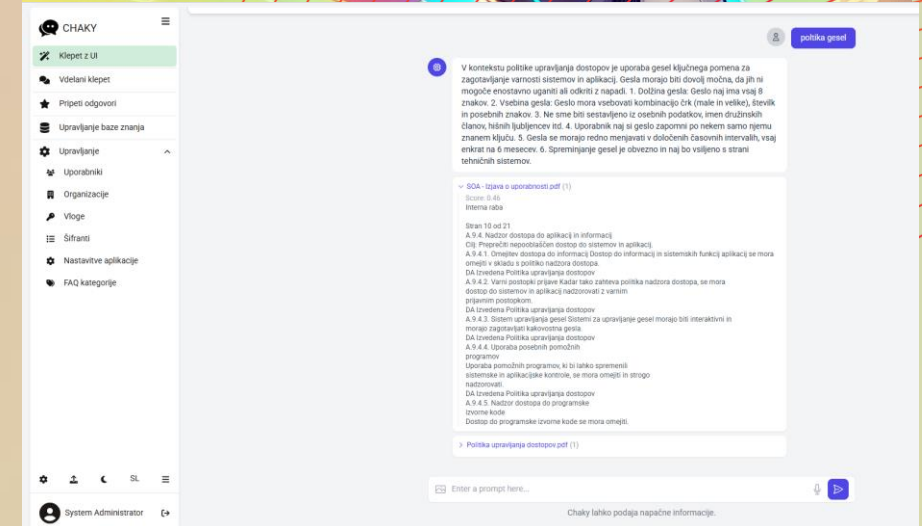 CHAKY
Klepet z UI
Vdelani klepet
Pripeti odgovori
Upravljanje baze znanja
Upravljanje
Uporabniki
Organizacije
Vloge
Šifranti
Nastavitve aplikacije
FAQ kategorije
SL
System Administrator
poltika gesel
V kontekstu politike upravljanja dostopov je uporaba gesel ključnega pomena za
zagotavljanje varnosti sistemov in aplikacij. Gesla morajo biti dovolj močna, da jih ni
mogoče enostavno uganiti ali odkriti z napadi. 1. Dolžina gesla: Geslo naj ima vsaj 8
znakov. 2. Vsebina gesla: Geslo mora vsebovati kombinacijo črk (male in velike), številk
in posebnih znakov. 3. Ne sme biti sestavljeno iz osebnih podatkov, imen družinskih
članov, hišnih ljubljencev itd. 4. Uporabnik naj si geslo zapomni po nekem samo njemu
znanem ključu. 5. Gesla se morajo redno menjavati v določenih časovnih intervalih, vsaj
enkrat na 6 mesecev. 6. Spreminjanje gesel je obvezno in naj bo vsiljeno s strani
tehničnih sistemov.
SOA - Izjava o uporabnosti.pdf (1)
Score: 0.46
Interna raba
Stran 10 od 21
A.9.4. Nadzor dostopa do aplikacij in informacij
Cilj: Preprečiti nepooblaščen dostop do sistemov in aplikacij.
A.9.4.1. Omejitev dostopa do informacij Dostop do informacij in sistemskih funkcij aplikacij se mora
omejiti v skladu s politiko nadzora dostopa.
DA Izvedena Politika upravljanja dostopov
A.9.4.2. Varni postopki prijave Kadar tako zahteva politika nadzora dostopa, se mora
dostop do sistemov in aplikacij nadzorovati z varnim
prijavnim postopkom.
DA Izvedena Politika upravljanja dostopov
A.9.4.3. Sistem upravljanja gesel Sistemi za upravljanje gesel morajo biti interaktivni in
morajo zagotavljati kakovostna gesla.
DA Izvedena Politika upravljanja dostopov
A.9.4.4. Uporaba posebnih pomožnih
programov
Uporaba pomožnih programov, ki bi lahko spremenili
sistemske in aplikacijske kontrole, se mora omejiti in strogo
nadzorovati.
DA Izvedena Politika upravljanja dostopov
A.9.4.5. Nadzor dostopa do programske
izvorne kode
Dostop do programske izvorne kode se mora omejiti.
Politika upravljanja dostopov.pdf (1)
Enter a prompt here...
Chaky lahko podaja napačne informacije.